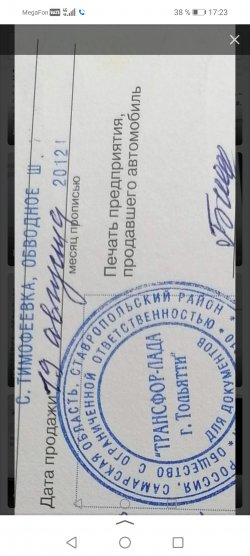 MegaFon
38 %
17:23
С. ТИМОФЕЕВКА, ОБВОДНОЕ Ш.
Дата продажи 19 августа 2012г
месяц прописью
Печать предприятия,
продавшего автомобиль
РОССИЯ, САМАРСКАЯ ОБЛАСТЬ, СТАВРОПОЛЬСКИЙ РАЙОН *
* ОБЩЕСТВО С ОГРАНИЧЕННОЙ ОТВЕТСТВЕННОСТЬЮ *
"ТРАНСФОР-ЛАДА
г. Тольятти"
ДЛЯ ДОКУМЕНТОВ